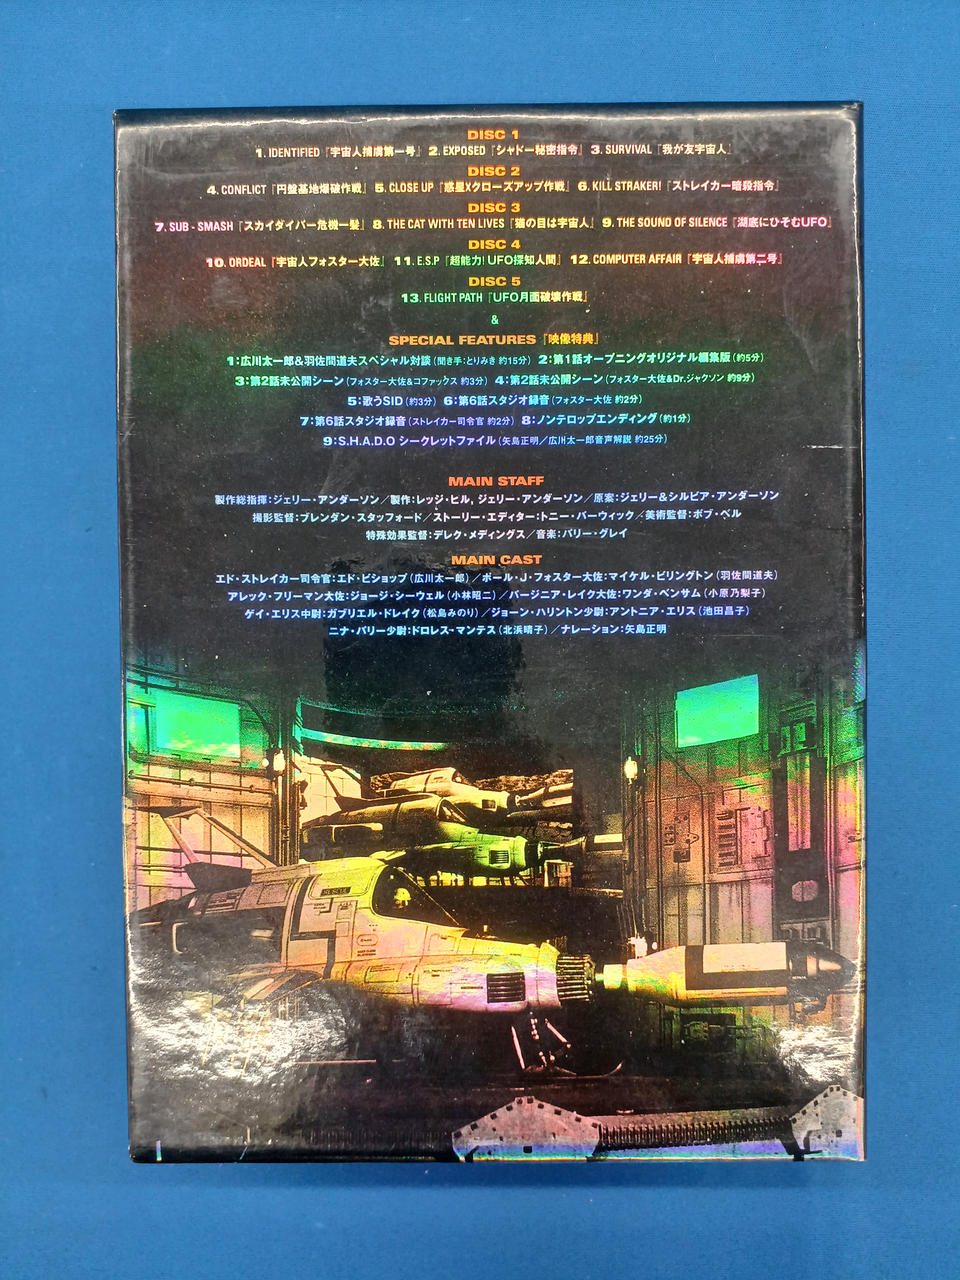 DISC 1
1. IDENTIFIED『宇宙人捕虜第一号』 2. EXPOSED『シャドー秘密指令』 3. SURVIVAL『我が友宇宙人』
DISC 2
4. CONFLICT『円盤基地爆破作戦』 5. CLOSE UP『惑星Xクローズアップ作戦』 6. KILL STRAKER!『ストレイカー暗殺指令』
DISC 3
7. SUB - SMASH『スカイダイバー危機一髪』 8. THE CAT WITH TEN LIVES『猫の目は宇宙人』 9. THE SOUND OF SILENCE『湖底にひそむUFO』
DISC 4
10. ORDEAL『宇宙人フォスター大佐』 11. E.S.P『超能力! UFO探知人間』 12. COMPUTER AFFAIR『宇宙人捕虜第二号』
DISC 5
13. FLIGHT PATH『UFO月面破壊作戦』
&
SPECIAL FEATURES『映像特典』
1:広川太一郎&羽佐間道夫スペシャル対談(聞き手:とりみき 約15分) 2:第1話オープニングオリジナル編集版(約5分)
3:第2話未公開シーン(フォスター大佐&コファックス 約3分) 4:第2話未公開シーン(フォスター大佐&Dr.ジャクソン 約9分)
5:歌うSID(約3分) 6:第6話スタジオ録音(フォスター大佐 約2分)
7:第6話スタジオ録音(ストレイカー司令官 約2分) 8:ノンテロップエンディング(約1分)
9:S.H.A.D.O シークレットファイル(矢島正明/広川太一郎音声解説 約25分)
MAIN STAFF
製作総指揮:ジェリー・アンダーソン/製作:レッジ・ヒル, ジェリー・アンダーソン/原案:ジェリー&シルビア・アンダーソン
撮影監督:ブレンダン・スタッフォード/ストーリー・エディター:トニー・バーウィック/美術監督:ボブ・ベル
特殊効果監督:デレク・メディングス/音楽:バリー・グレイ
MAIN CAST
エド・ストレイカー司令官:エド・ビショップ(広川太一郎)/ポール・J・フォスター大佐:マイケル・ビリングトン(羽佐間道夫)
アレック・フリーマン大佐:ジョージ・シーウェル(小林昭二)/バージニア・レイク大佐:ワンダ・ベンサム(小原乃梨子)
ゲイ・エリス中尉:ガブリエル・ドレイク(松島みのり)/ジョーン・ハリントン少尉:アントニア・エリス(池田昌子)
ニナ・バリー少尉:ドロレス・マンテス(北浜晴子)/ナレーション:矢島正明